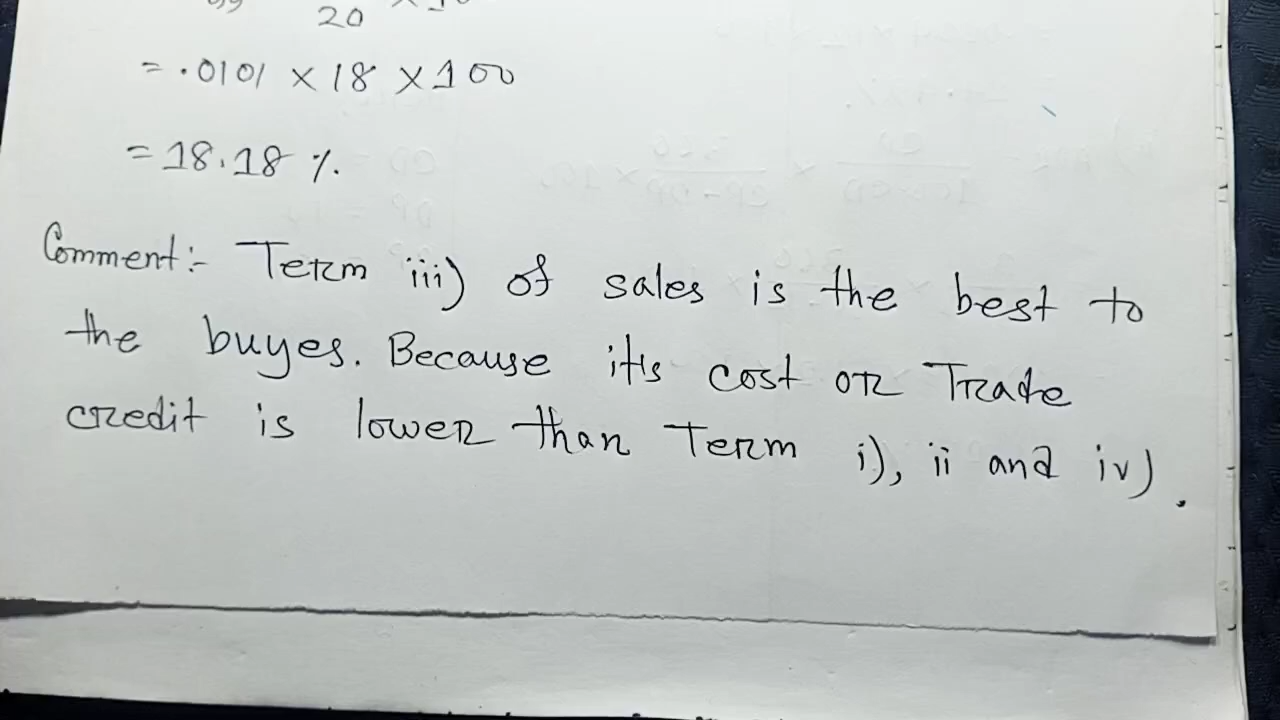 20
= .0101 × 18 × 100
= 18.18 %.
Comment:- Term iii) of sales is the best to
the buyes. Because it's cost or Trade
credit is lower than Term i), ii and iv).